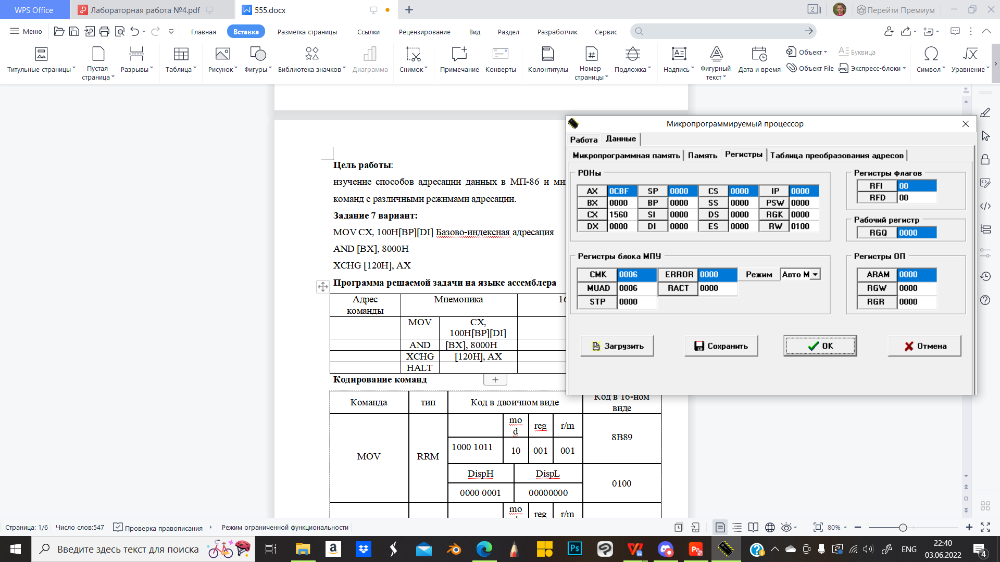 WPS Office
Лабораторная работа №4.pdf
555.docx
2
Перейти Премиум
Меню
Главная
Вставка
Разметка страницы
Ссылки
Рецензирование
Вид
Раздел
Разработчик
Сервис
Титульные страницы
Пустая страница
Разрывы
Таблица
Рисунок
Фигуры
Библиотека значков
Диаграмма
Снимок
Примечание
Конверты
Колонтитулы
Номер страницы
Подложка
Надпись
Фигурный текст
Дата и время
Объект
Объект File
Буквица
Экспресс-блоки
Символ
Уравнение
Цель работы:
изучение способов адресации данных в МП-86 и
команд с различными режимами адресации.
Задание 7 вариант:
MOV CX, 100H[BP][DI] Базово-индексная адресация
AND [BX], 8000H
XCHG [120H], AX
Программа решаемой задачи на языке ассемблера
Адрес команды Мнемоника
MOV CX, 100H[BP][DI]
AND [BX], 8000H
XCHG [120H], AX
HALT
Кодирование команд
Команда тип Код в двоичном виде Код в 16-ном виде
mod reg r/m
MOV RRM 1000 1011 10 001 001 8B89
DispH DispL
0000 0001 00000000 0100
reg r/m
Микропрограммируемый процессор
Работа Данные
Микропрограммная память Память Регистры Таблица преобразования адресов
РОНы
AX 0CBF SP 0000 CS 0000 IP 0000
BX 0000 BP 0000 SS 0000 PSW 0000
CX 1560 SI 0000 DS 0000 RGK 0000
DX 0000 DI 0000 ES 0000 RW 0100
Регистры флагов
RFI 00
RFD 00
Рабочий регистр
RGQ 0000
Регистры блока МПУ
CMK 0006 ERROR 0000 Режим Авто М
MUAD 0006 RACT 0000
STP 0000
Регистры ОП
ARAM 0000
RGW 0000
RGR 0000
Загрузить
Сохранить
OK
Отмена
Страница: 1/6
Число слов:547
Проверка правописания
Режим ограниченной функциональности
80%
Введите здесь текст для поиска
ENG
22:40
03.06.2022
4